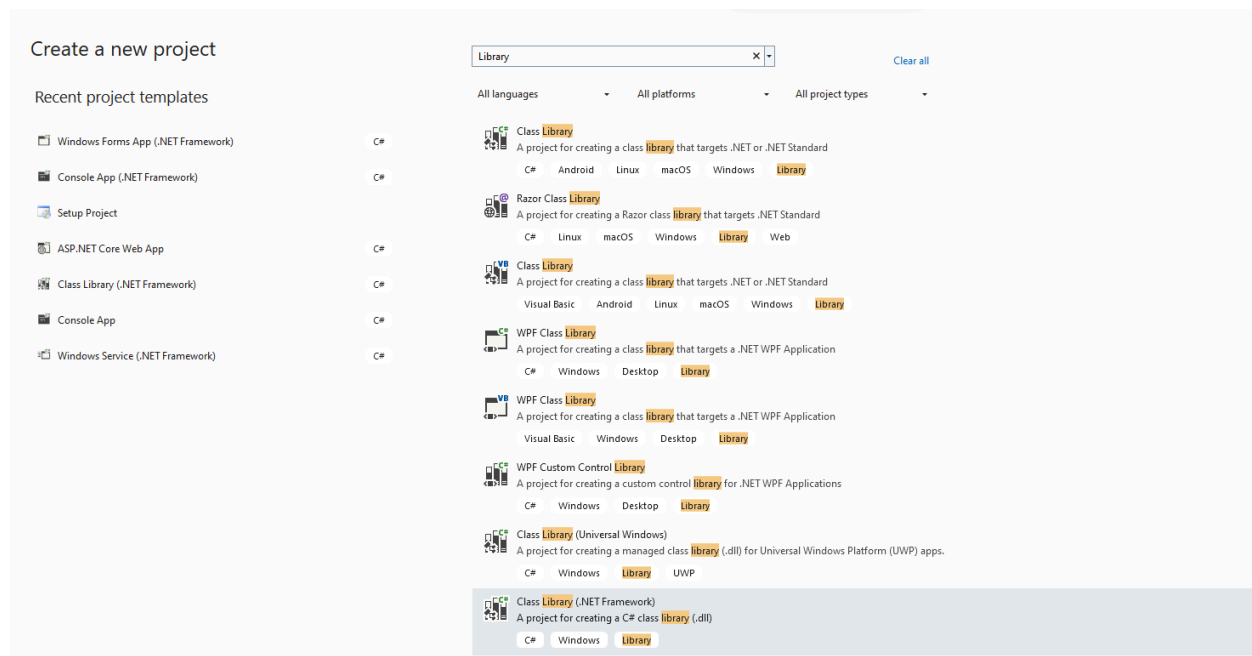 Create a new project
Recent project templates
Windows Forms App (.NET Framework) C#
Console App (.NET Framework) C#
Setup Project
ASP.NET Core Web App C#
Class Library (.NET Framework) C#
Console App C#
Windows Service (.NET Framework) C#
Library
Clear all
All languages All platforms All project types
C#
Class Library
A project for creating a class library that targets .NET or .NET Standard
C# Android Linux macOS Windows Library
@
Razor Class Library
A project for creating a Razor class library that targets .NET Standard
C# Linux macOS Windows Library Web
VB
Class Library
A project for creating a class library that targets .NET or .NET Standard
Visual Basic Android Linux macOS Windows Library
C#
WPF Class Library
A project for creating a class library that targets a .NET WPF Application
C# Windows Desktop Library
VB
WPF Class Library
A project for creating a class library that targets a .NET WPF Application
Visual Basic Windows Desktop Library
C#
WPF Custom Control Library
A project for creating a custom control library for .NET WPF Applications
C# Windows Desktop Library
C#
Class Library (Universal Windows)
A project for creating a managed class library (.dll) for Universal Windows Platform (UWP) apps.
C# Windows Library UWP
C#
Class Library (.NET Framework)
A project for creating a C# class library (.dll)
C# Windows Library